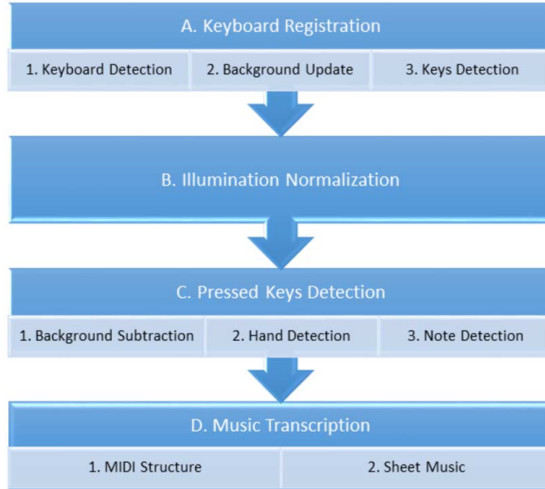 A. Keyboard Registration
1. Keyboard Detection 2. Background Update 3. Keys Detection
B. Illumination Normalization
C. Pressed Keys Detection
1. Background Subtraction 2. Hand Detection 3. Note Detection
D. Music Transcription
1. MIDI Structure 2. Sheet Music